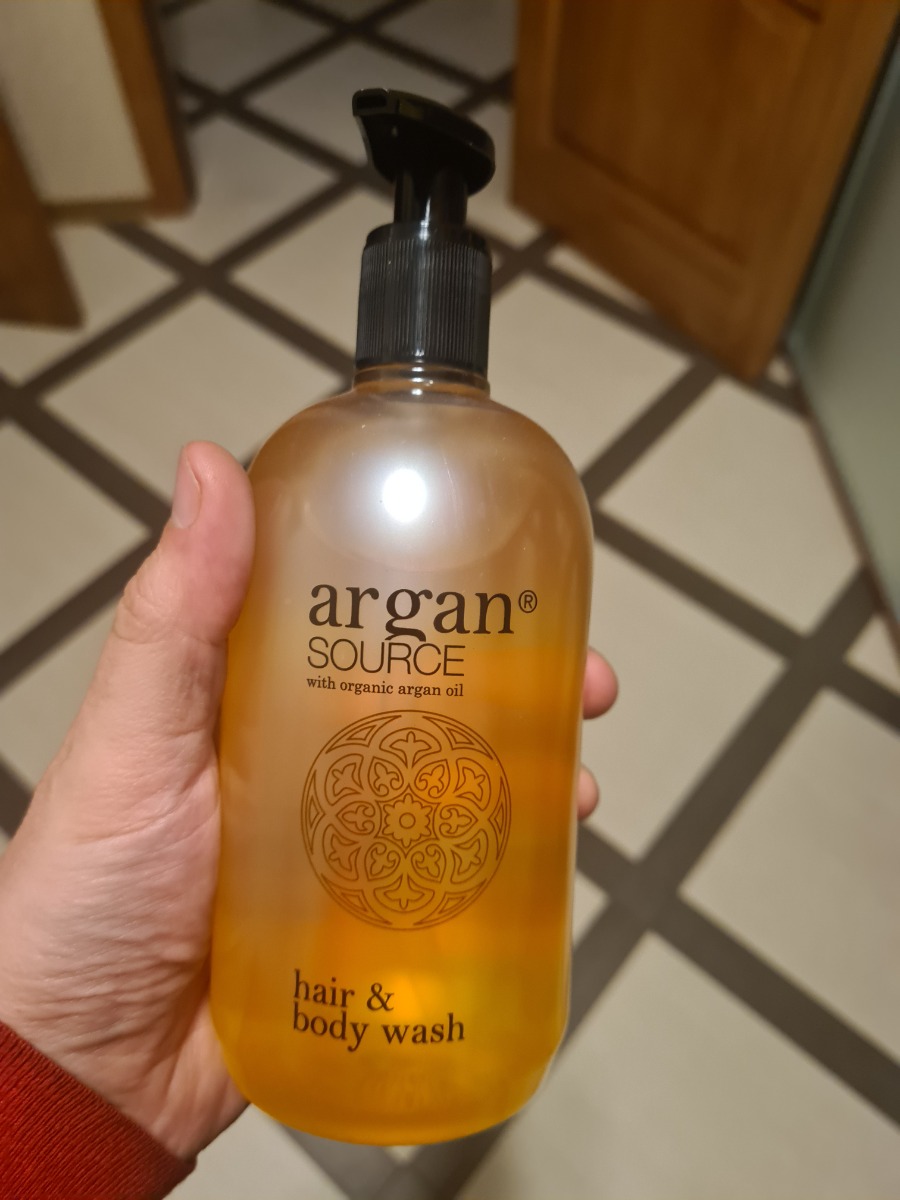 argan®
SOURCE
with organic argan oil
hair &
body wash